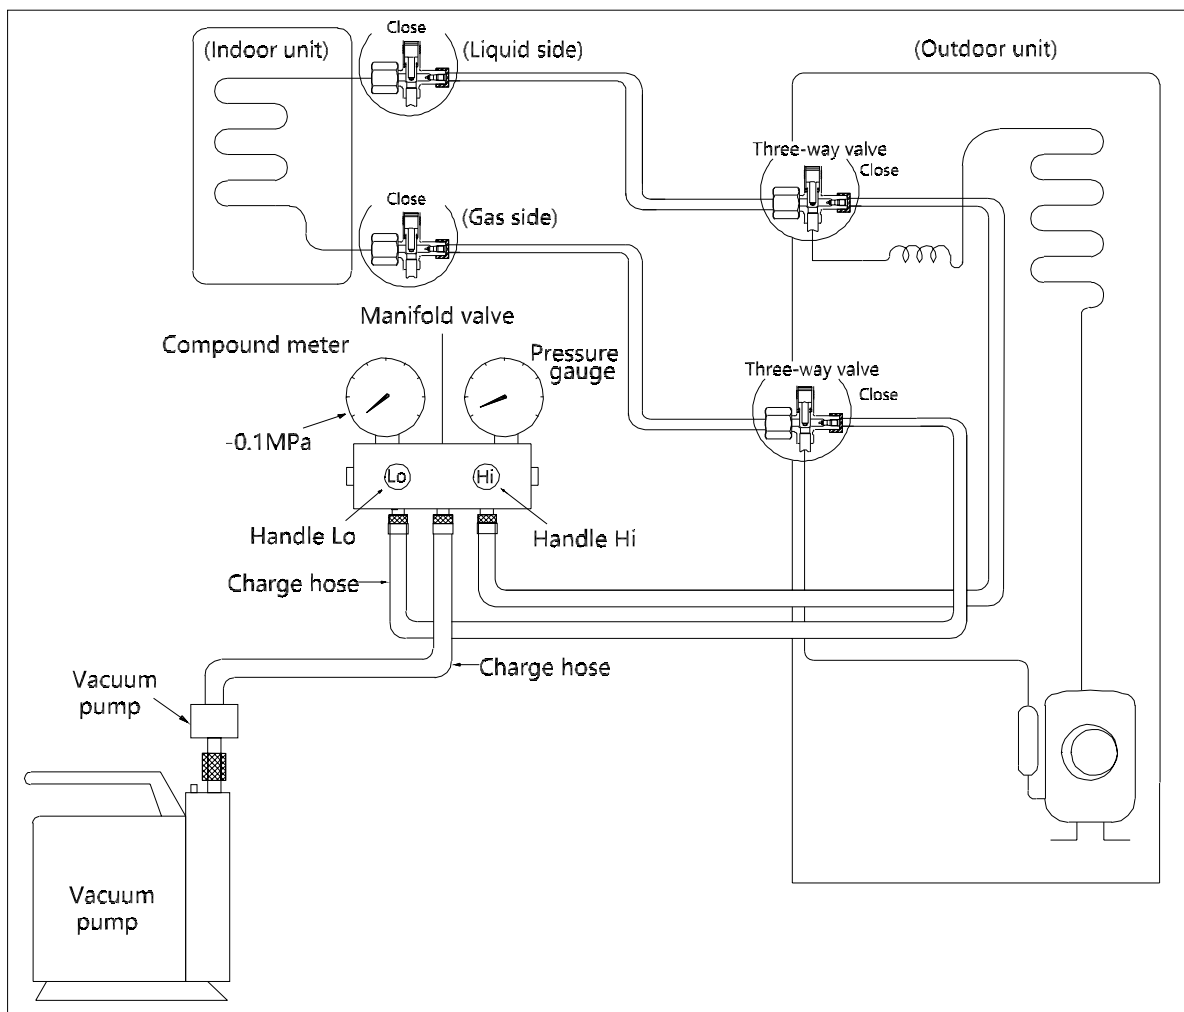 Close
(Indoor unit)
(Liquid side)
(Outdoor unit)
Three-way valve
Close
Close
(Gas side)
Manifold valve
Compound meter
Pressure
gauge
Three-way valve
Close
-0.1MPa
Lo
Hi
Handle Lo
Handle Hi
Charge hose
Charge hose
Vacuum
pump
Vacuum
pump